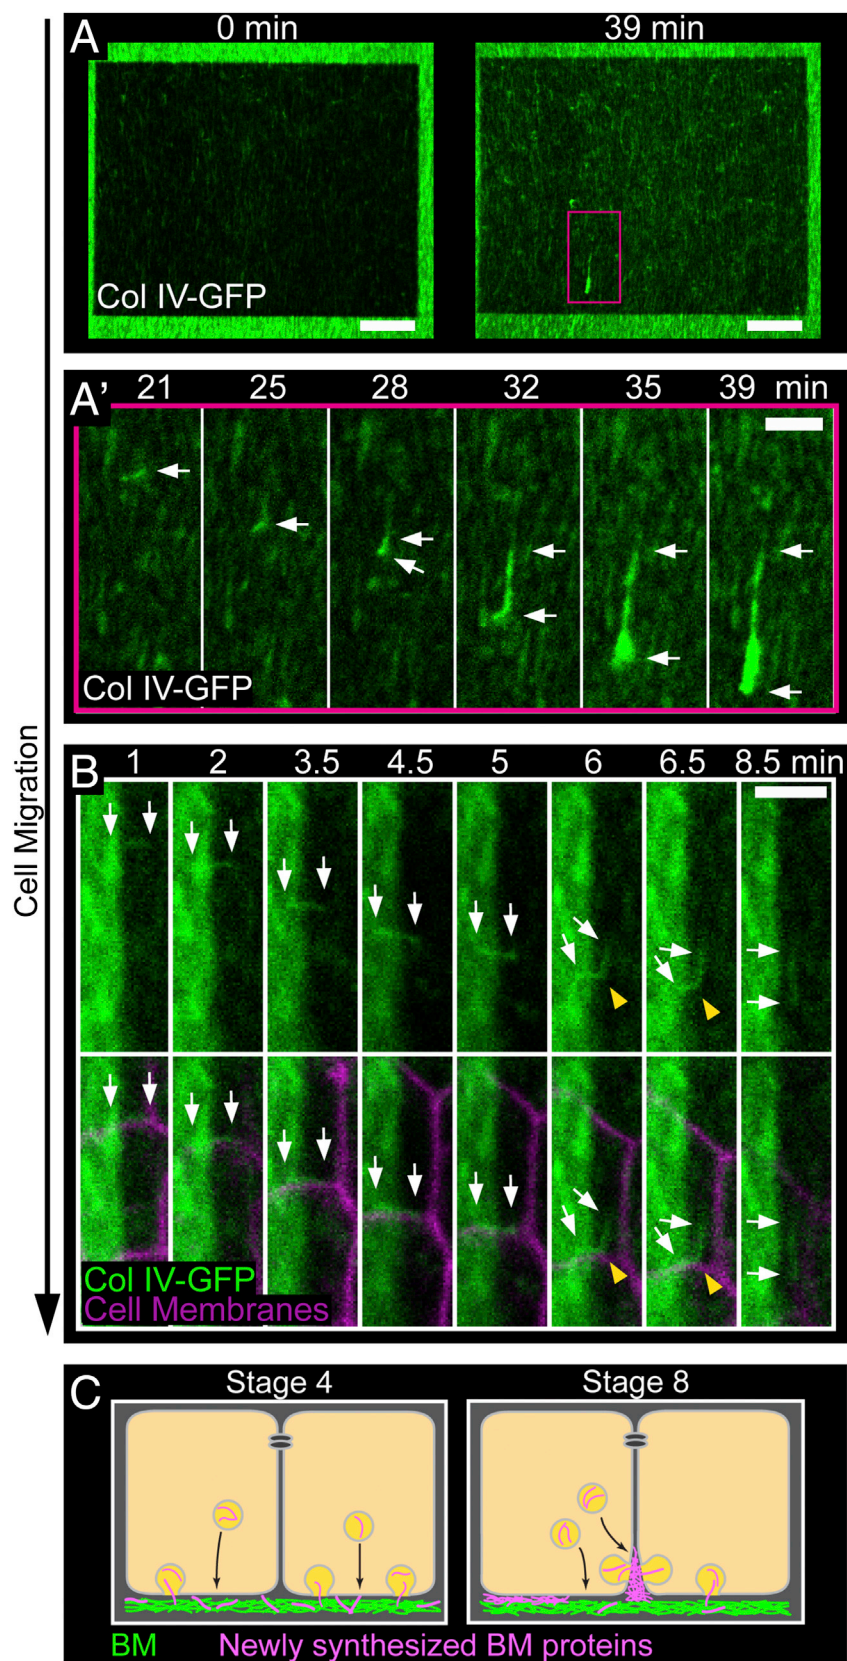 A
0 min
39 min
Col IV-GFP
A'
21 25 28 32 35 39 min
Col IV-GFP
Cell Migration
B
1 2 3.5 4.5 5 6 6.5 8.5 min
Col IV-GFP
Cell Membranes
C
Stage 4
Stage 8
BM
Newly synthesized BM proteins